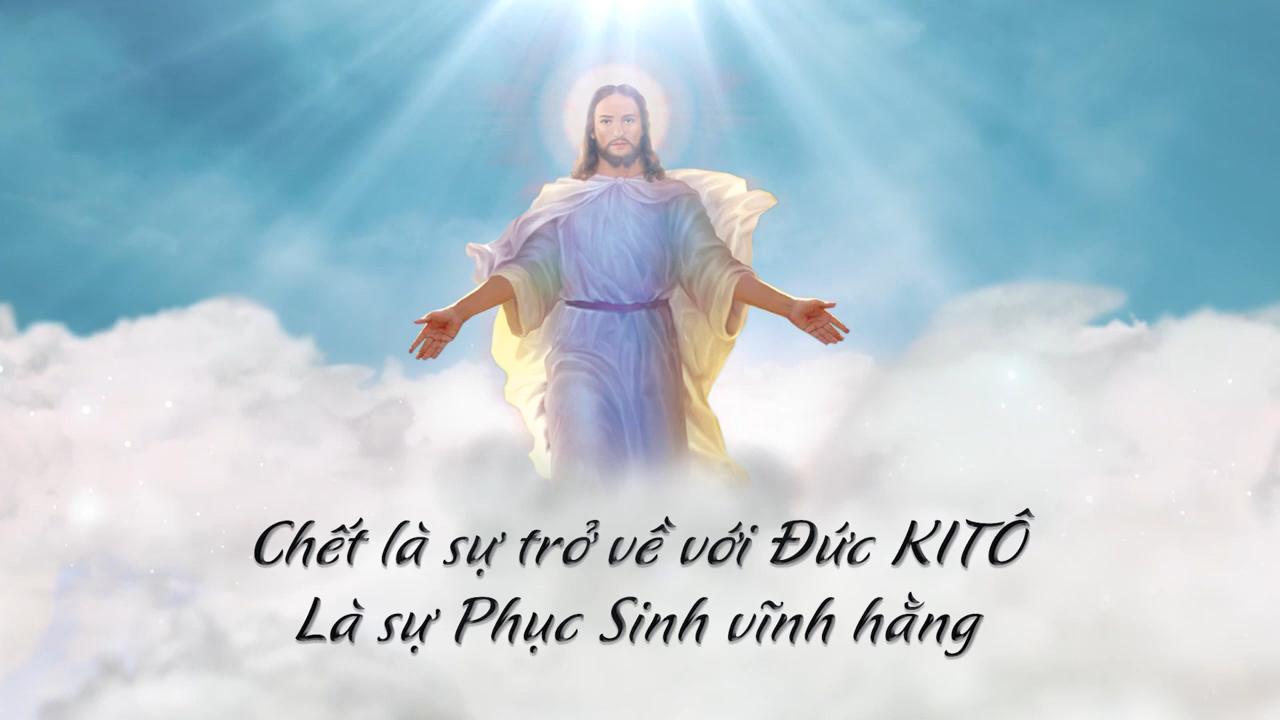 Chết là sự trở về với Đức KITÔ
Là sự Phục Sinh vĩnh hằng